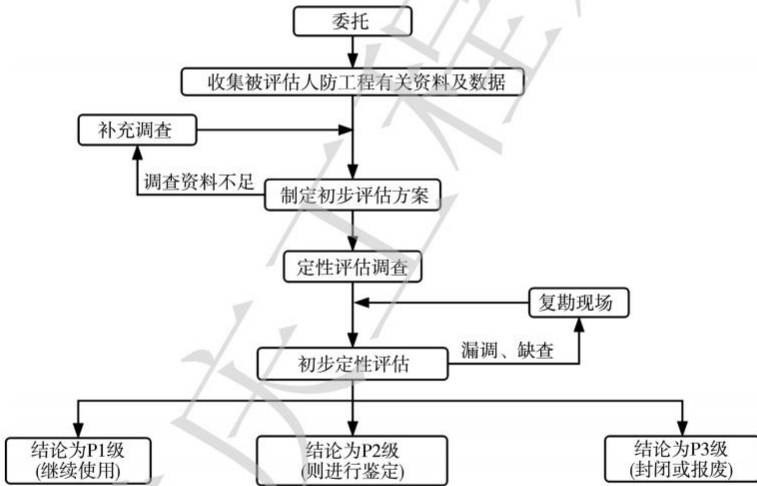 委托
收集被评估人防工程有关资料及数据
补充调查
调查资料不足
制定初步评估方案
定性评估调查
复勘现场
漏调、缺查
初步定性评估
结论为P1级
(继续使用)
结论为P2级
(则进行鉴定)
结论为P3级
(封闭或报废)